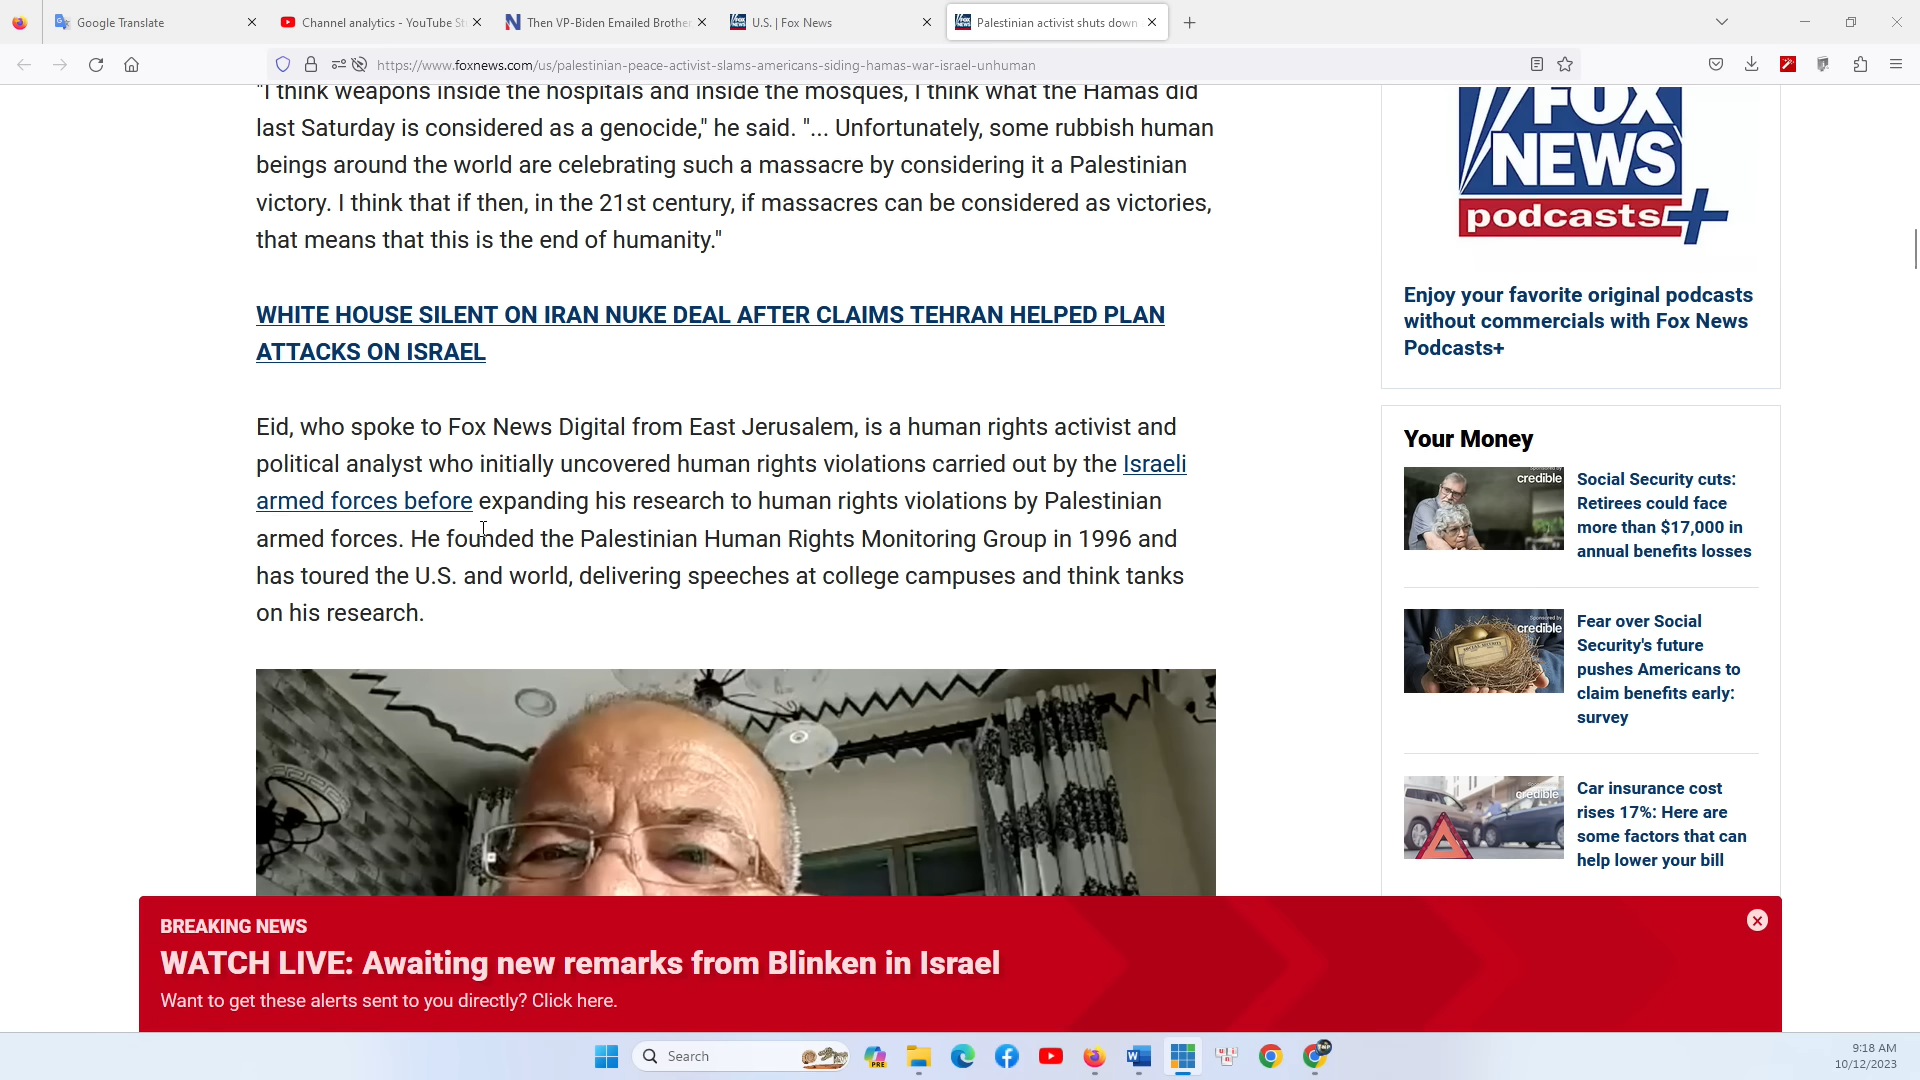 Google Translate
Channel analytics - YouTube St
Then VP-Biden Emailed Brother
U.S. | Fox News
Palestinian activist shuts down
https://www.foxnews.com/us/palestinian-peace-activist-slams-americans-siding-hamas-war-israel-unhuman
"I think weapons inside the hospitals and inside the mosques, I think what the Hamas did
last Saturday is considered as a genocide," he said. "... Unfortunately, some rubbish human
beings around the world are celebrating such a massacre by considering it a Palestinian
victory. I think that if then, in the 21st century, if massacres can be considered as victories,
that means that this is the end of humanity."
WHITE HOUSE SILENT ON IRAN NUKE DEAL AFTER CLAIMS TEHRAN HELPED PLAN
ATTACKS ON ISRAEL
Eid, who spoke to Fox News Digital from East Jerusalem, is a human rights activist and
political analyst who initially uncovered human rights violations carried out by the Israeli
armed forces before expanding his research to human rights violations by Palestinian
armed forces. He founded the Palestinian Human Rights Monitoring Group in 1996 and
has toured the U.S. and world, delivering speeches at college campuses and think tanks
on his research.
FOX
NEWS
podcasts+
Enjoy your favorite original podcasts
without commercials with Fox News
Podcasts+
Your Money
Sponsored by
credible
Social Security cuts:
Retirees could face
more than $17,000 in
annual benefits losses
Sponsored by
credible
Fear over Social
Security's future
pushes Americans to
claim benefits early:
survey
Sponsored by
credible
Car insurance cost
rises 17%: Here are
some factors that can
help lower your bill
BREAKING NEWS
WATCH LIVE: Awaiting new remarks from Blinken in Israel
Want to get these alerts sent to you directly? Click here.
Search
PRE
9:18 AM
10/12/2023